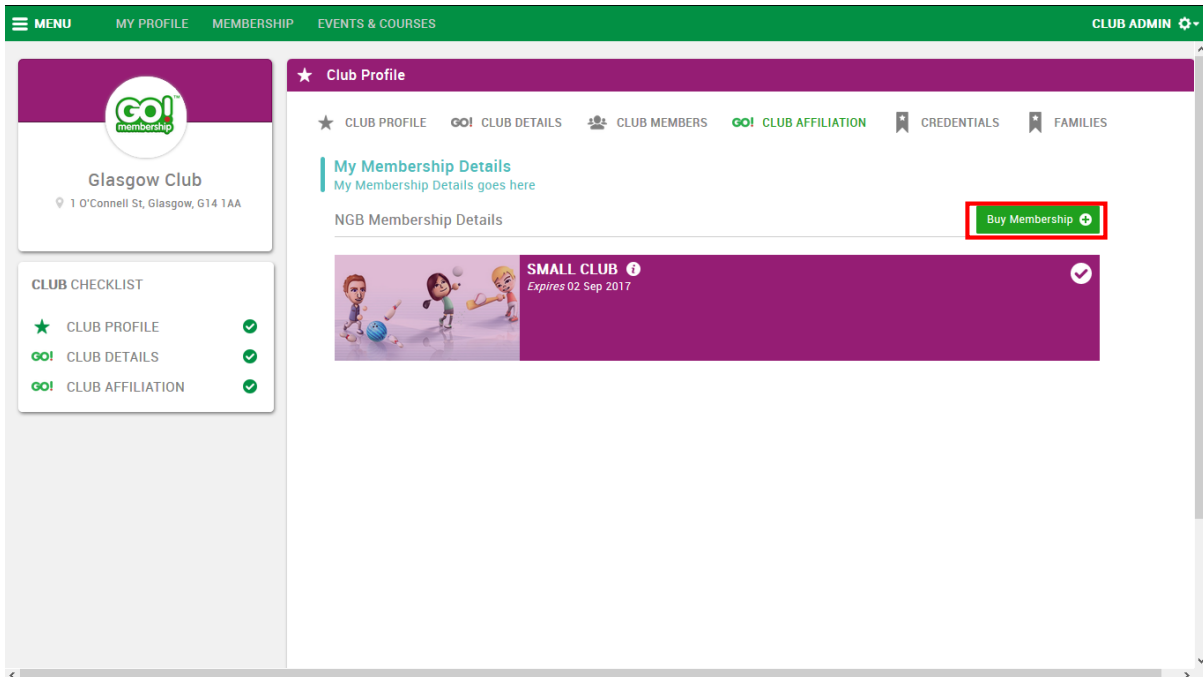 MENU MY PROFILE MEMBERSHIP EVENTS & COURSES CLUB ADMIN
GO!™
membership
Glasgow Club
1 O'Connell St, Glasgow, G14 1AA
CLUB CHECKLIST
CLUB PROFILE
GO! CLUB DETAILS
GO! CLUB AFFILIATION
Club Profile
CLUB PROFILE GO! CLUB DETAILS CLUB MEMBERS GO! CLUB AFFILIATION CREDENTIALS FAMILIES
My Membership Details
My Membership Details goes here
NGB Membership Details Buy Membership
SMALL CLUB
Expires 02 Sep 2017